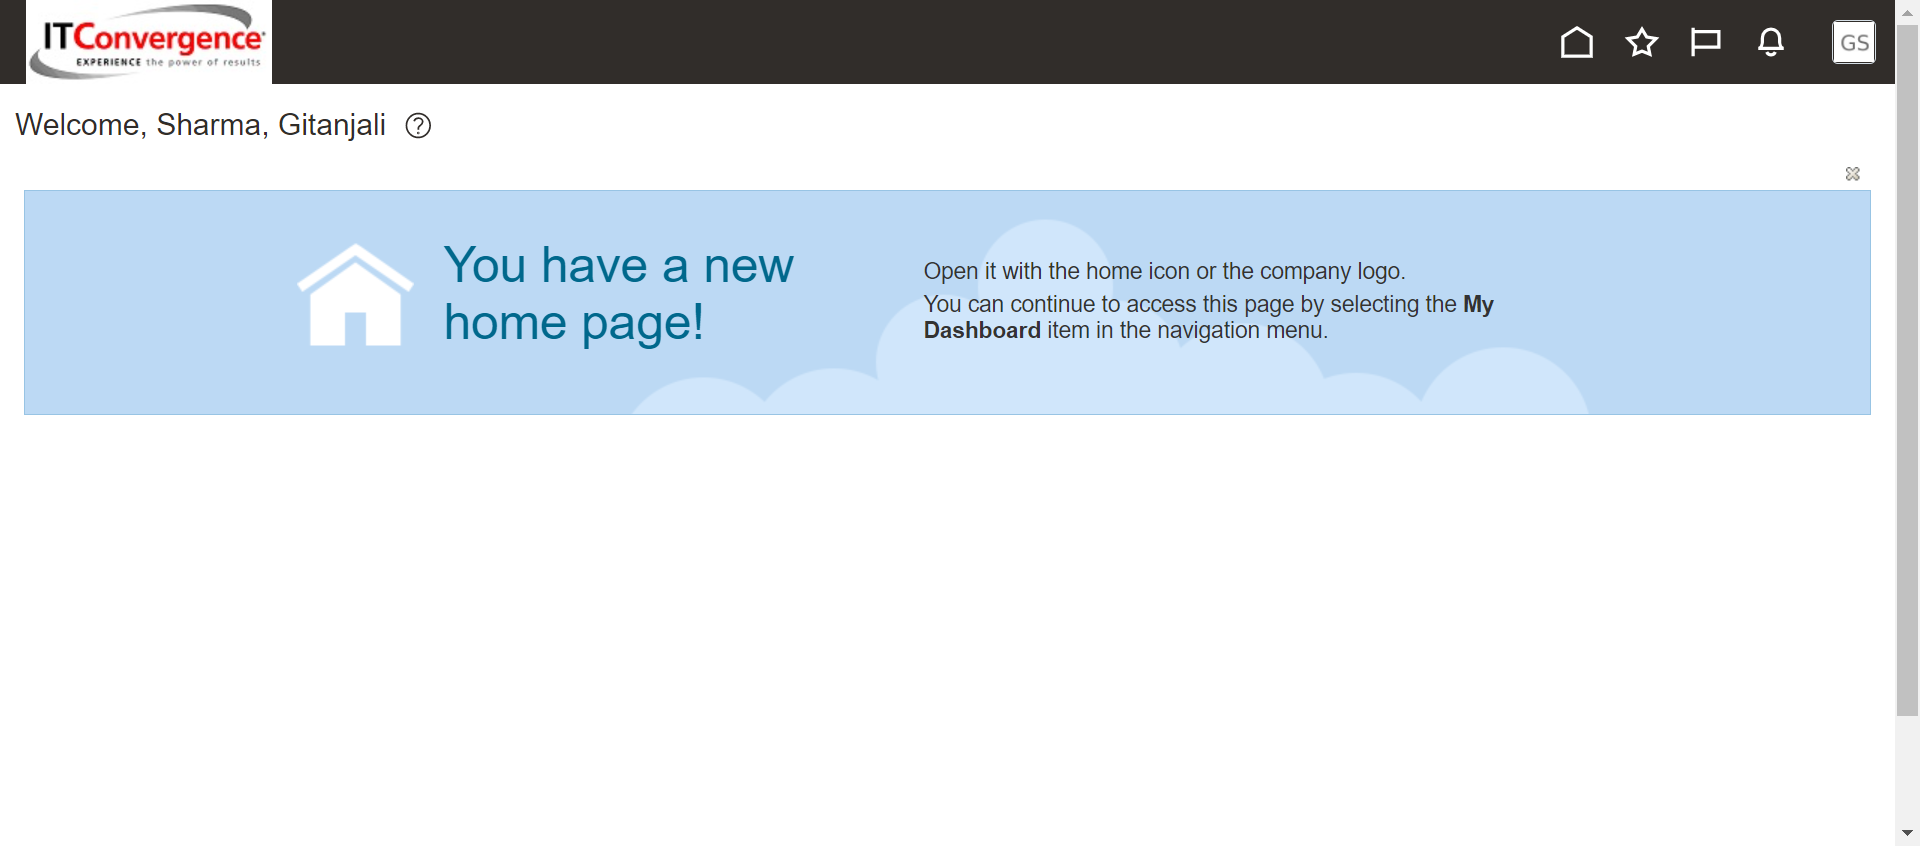 ITConvergence
EXPERIENCE the power of results
GS
Welcome, Sharma, Gitanjali ?
You have a new
home page!
Open it with the home icon or the company logo.
You can continue to access this page by selecting the My
Dashboard item in the navigation menu.